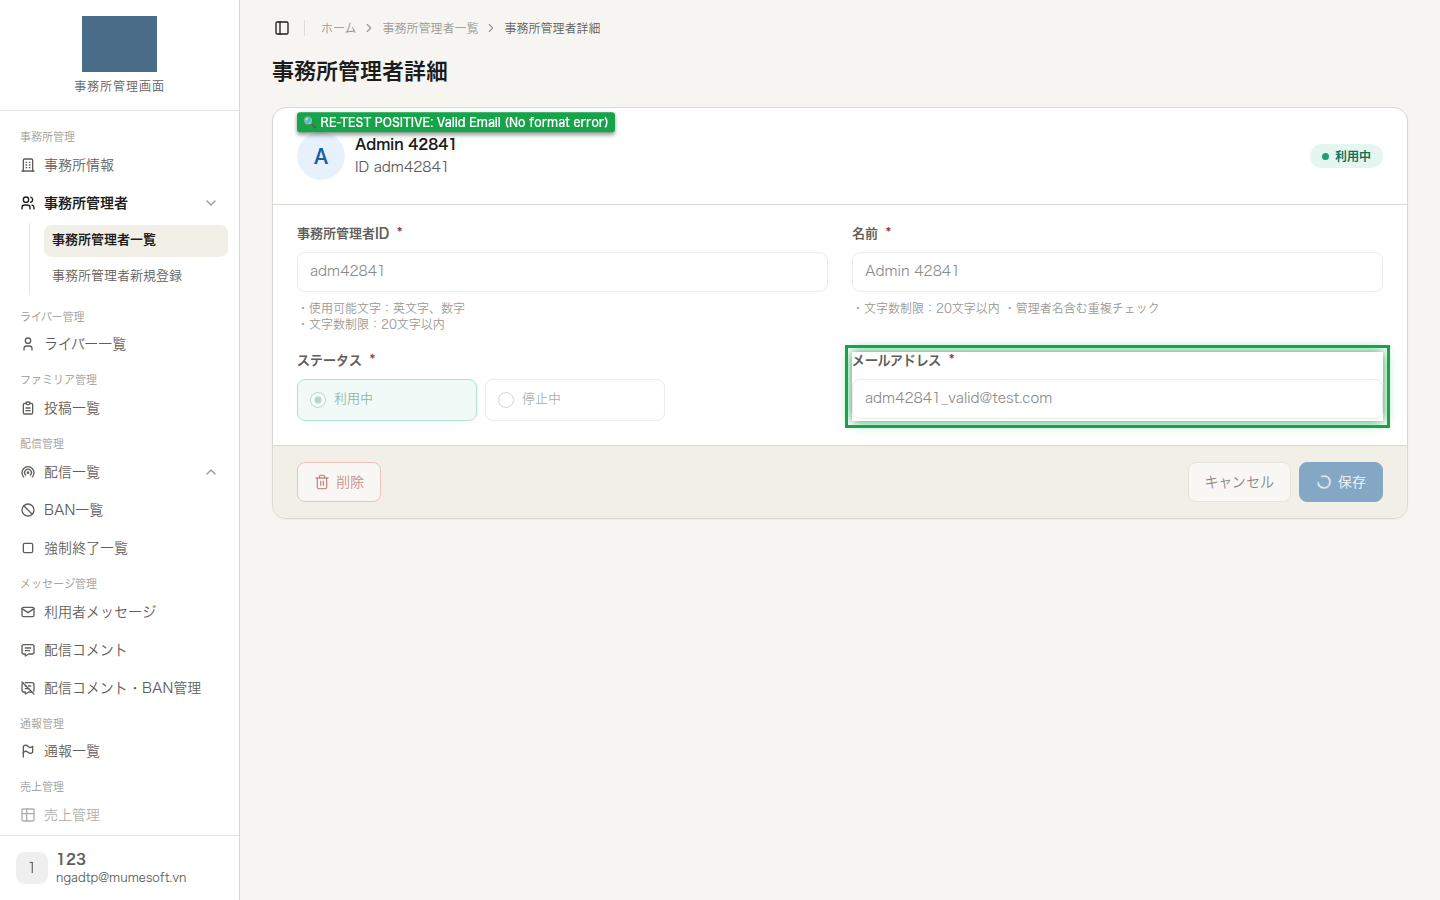 事務所管理画面
事務所管理
事務所情報
事務所管理者
事務所管理者一覧
事務所管理者新規登録
ライバー管理
ライバー一覧
ファミリア管理
投稿一覧
配信管理
配信一覧
BAN一覧
強制終了一覧
メッセージ管理
利用者メッセージ
配信コメント
配信コメント・BAN管理
通報管理
通報一覧
売上管理
売上管理
1
123
ngadtp@mumesoft.vn
ホーム > 事務所管理者一覧 > 事務所管理者詳細
事務所管理者詳細
RE-TEST POSITIVE: Valid Email (No format error)
A
Admin 42841
ID adm42841
利用中
事務所管理者ID *
adm42841
・使用可能文字：英文字、数字
・文字数制限：20文字以内
名前 *
Admin 42841
・文字数制限：20文字以内 ・管理者名含む重複チェック
ステータス *
利用中
停止中
メールアドレス *
adm42841_valid@test.com
削除
キャンセル
保存